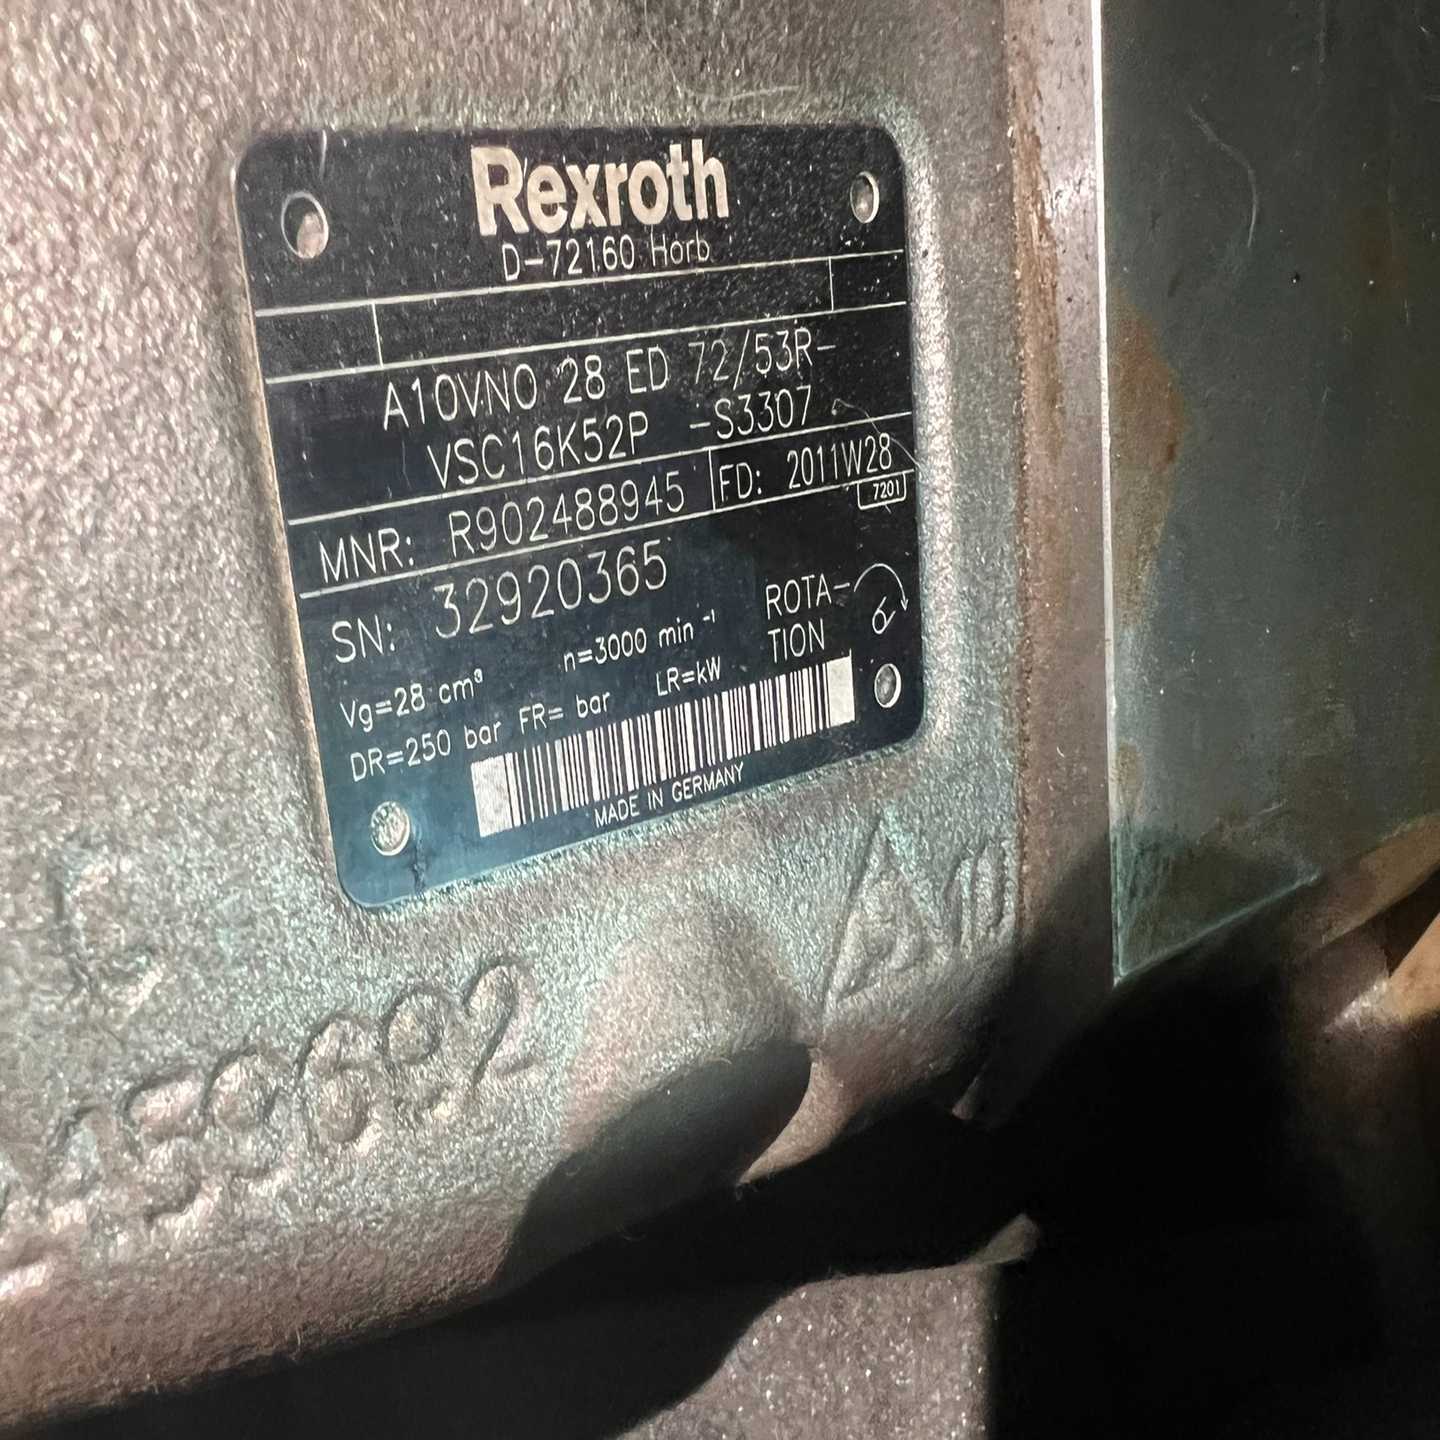 Rexroth
D-72160 Horb
A10VNO 28 ED 72/53R-
VSC16K52P -S3307
MNR: R902488945 FD: 2011W28
7201
SN: 32920365
ROTA-
TION
Vg=28 cm³ n=3000 min⁻¹
DR=250 bar FR= bar LR=kW
MADE IN GERMANY
A10